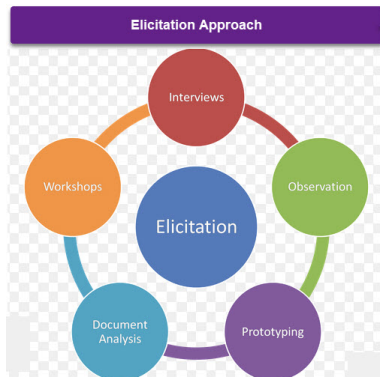 Elicitation Approach
Interviews
Workshops
Observation
Elicitation
Document
Analysis
Prototyping